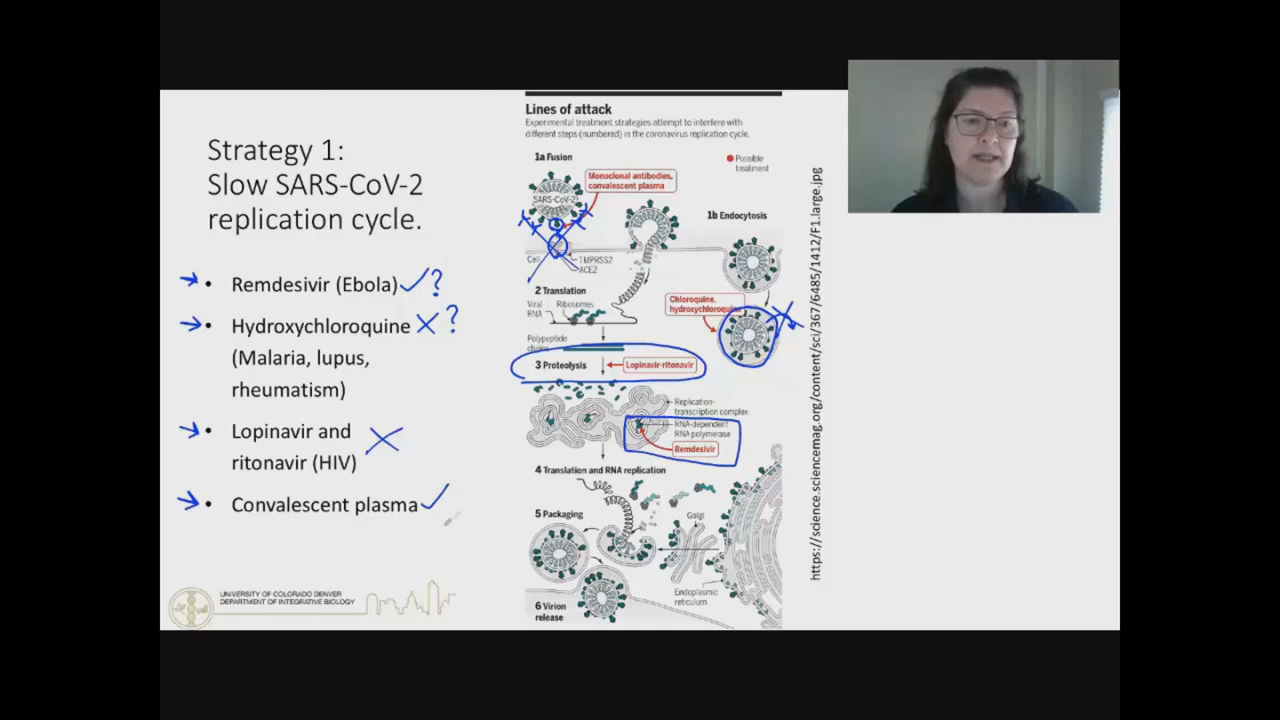 Strategy 1:
Slow SARS-CoV-2
replication cycle.
• Remdesivir (Ebola) ?
• Hydroxychloroquine ?
(Malaria, lupus,
rheumatism)
• Lopinavir and
ritonavir (HIV)
• Convalescent plasma
UNIVERSITY OF COLORADO DENVER
DEPARTMENT OF INTEGRATIVE BIOLOGY
Lines of attack
Experimental treatment strategies attempt to interfere with
different steps (numbered) in the coronavirus replication cycle.
1a Fusion
Possible
treatment
Monoclonal antibodies,
convalescent plasma
SARS-CoV-2
1b Endocytosis
Cell
TMPRSS2
ACE2
2 Translation
Viral
RNA
Ribosomes
Chloroquine,
hydroxychloroquine
Polypeptide
chains
3 Proteolysis
Lopinavir-ritonavir
Replication-
transcription complex
RNA-dependent
RNA polymerase
Remdesivir
4 Translation and RNA replication
5 Packaging
Golgi
Endoplasmic
reticulum
6 Virion
release
https://science.sciencemag.org/content/sci/367/6485/1412/F1.large.jpg